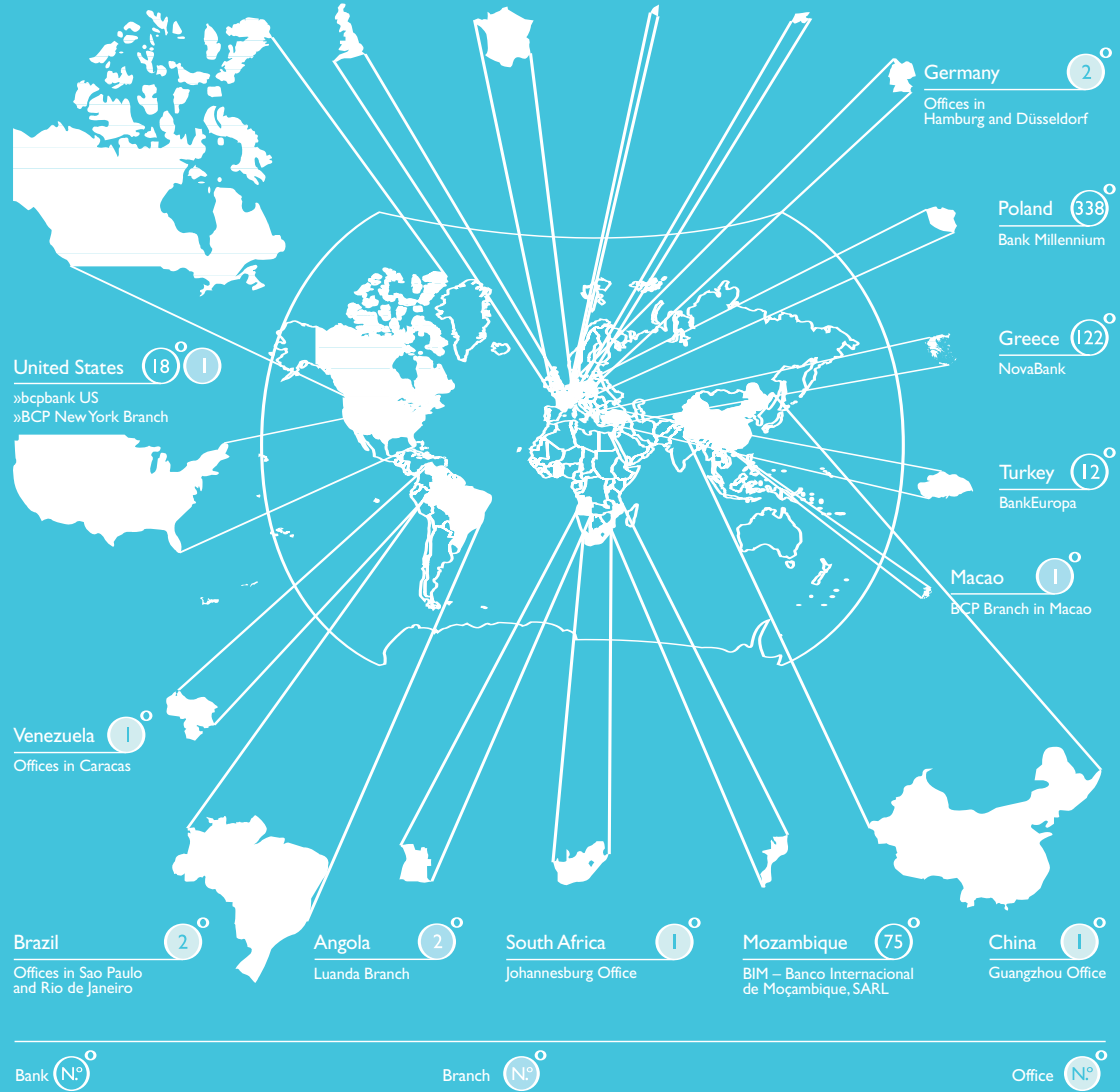 Germany 2
Offices in
Hamburg and Düsseldorf
Poland 338
Bank Millennium
Greece 122
NovaBank
United States 18 1
»bcpbank US
»BCP New York Branch
Turkey 12
BankEuropa
Macao 1
BCP Branch in Macao
Venezuela 1
Offices in Caracas
Brazil 2
Offices in Sao Paulo
and Rio de Janeiro
Angola 2
Luanda Branch
South Africa 1
Johannesburg Office
Mozambique 75
BIM – Banco Internacional
de Moçambique, SARL
China 1
Guangzhou Office
Bank N.º
Branch N.º
Office N.º